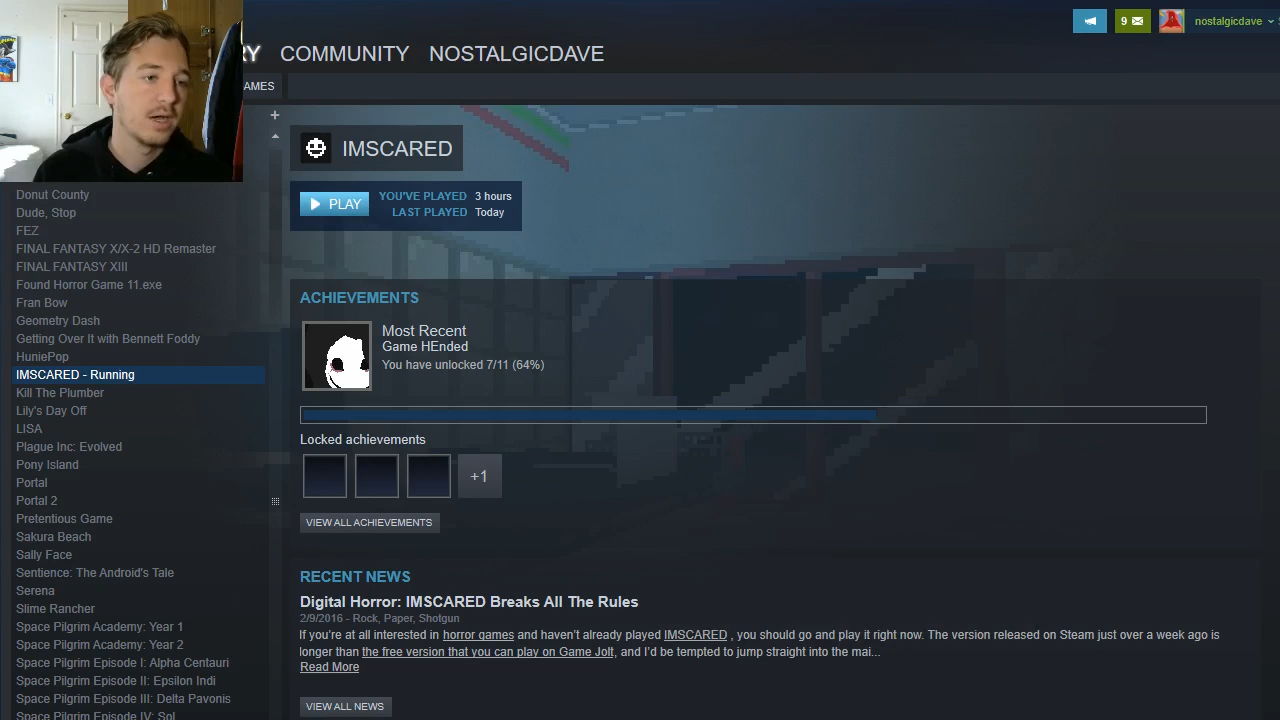 9
nostalgicdave
RY COMMUNITY NOSTALGICDAVE
AMES
+
IMSCARED
PLAY
YOU'VE PLAYED 3 hours
LAST PLAYED Today
Donut County
Dude, Stop
FEZ
FINAL FANTASY X/X-2 HD Remaster
FINAL FANTASY XIII
Found Horror Game 11.exe
Fran Bow
Geometry Dash
Getting Over It with Bennett Foddy
HuniePop
IMSCARED - Running
Kill The Plumber
Lily's Day Off
LISA
Plague Inc: Evolved
Pony Island
Portal
Portal 2
Pretentious Game
Sakura Beach
Sally Face
Sentience: The Android's Tale
Serena
Slime Rancher
Space Pilgrim Academy: Year 1
Space Pilgrim Academy: Year 2
Space Pilgrim Episode I: Alpha Centauri
Space Pilgrim Episode II: Epsilon Indi
Space Pilgrim Episode III: Delta Pavonis
Space Pilgrim Episode IV: Sol
ACHIEVEMENTS
Most Recent
Game HEnded
You have unlocked 7/11 (64%)
Locked achievements
+1
VIEW ALL ACHIEVEMENTS
RECENT NEWS
Digital Horror: IMSCARED Breaks All The Rules
2/9/2016 - Rock, Paper, Shotgun
If you're at all interested in horror games and haven't already played IMSCARED , you should go and play it right now. The version released on Steam just over a week ago is
longer than the free version that you can play on Game Jolt, and I'd be tempted to jump straight into the mai...
Read More
VIEW ALL NEWS